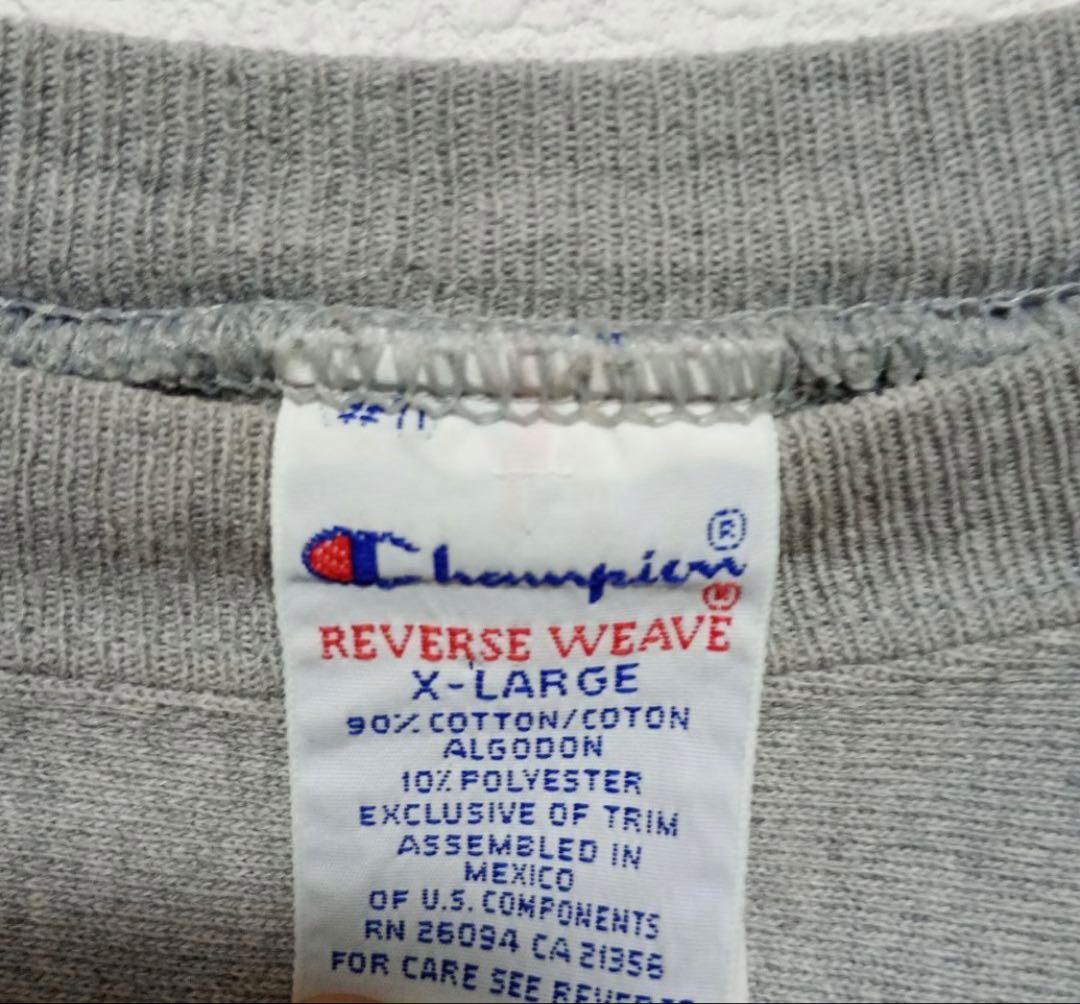 Champion®
REVERSE WEAVE
X-LARGE
90% COTTON/COTON
ALGODON
10% POLYESTER
EXCLUSIVE OF TRIM
ASSEMBLED IN
MEXICO
OF U.S. COMPONENTS
RN 26094 CA 21356
FOR CARE SEE